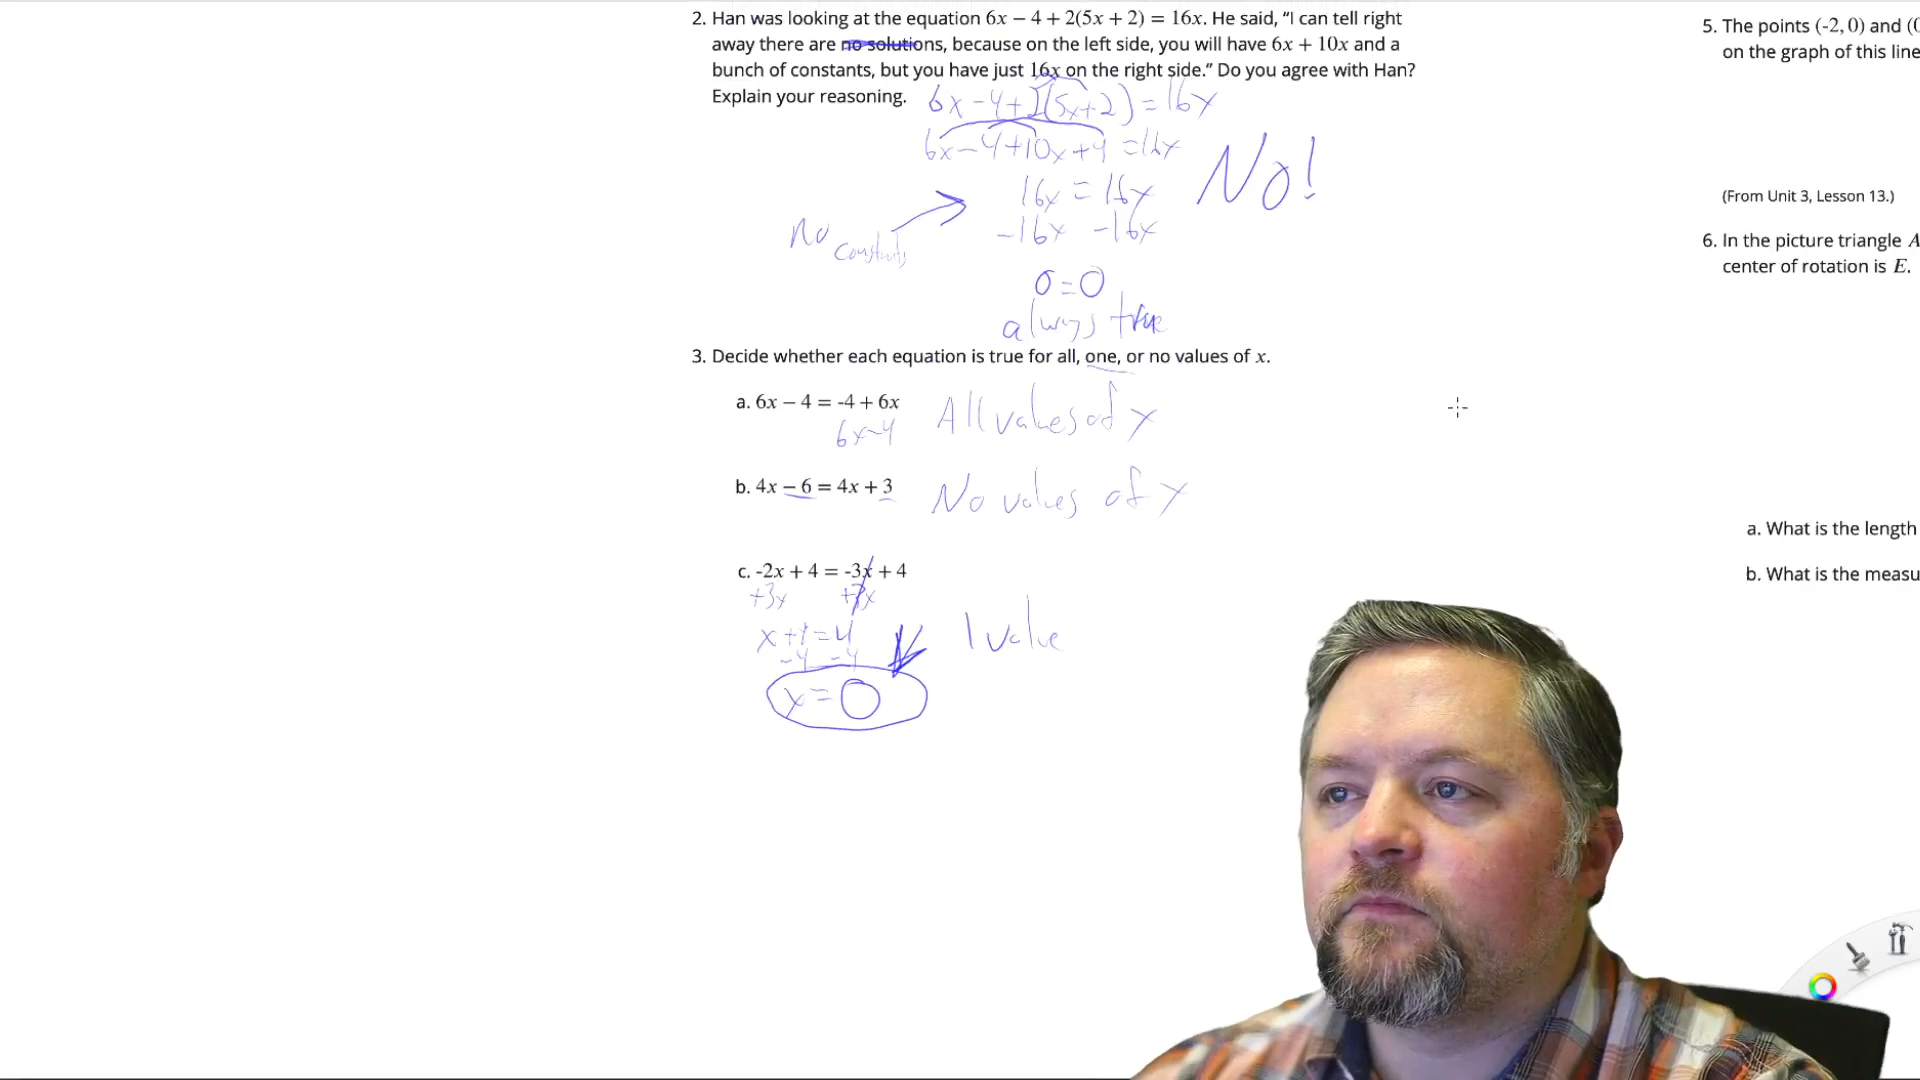 2. Han was looking at the equation 6x − 4 + 2(5x + 2) = 16x. He said, “I can tell right
away there are no solutions, because on the left side, you will have 6x + 10x and a
bunch of constants, but you have just 16x on the right side.” Do you agree with Han?
Explain your reasoning.
6x-4+2(5x+2)=16x
6x-4+10x+4=16x
No!
16x=16x
-16x -16x
No constants
0=0
always true
3. Decide whether each equation is true for all, one, or no values of x.
a. 6x − 4 = -4 + 6x
6x-4
All values of x
b. 4x − 6 = 4x + 3
No values of x
c. -2x + 4 = -3x + 4
+3x +3x
x+4=4
-4 -4
x=0
1 value
5. The points (-2, 0) and (0
on the graph of this line
(From Unit 3, Lesson 13.)
6. In the picture triangle A
center of rotation is E.
a. What is the length
b. What is the measu